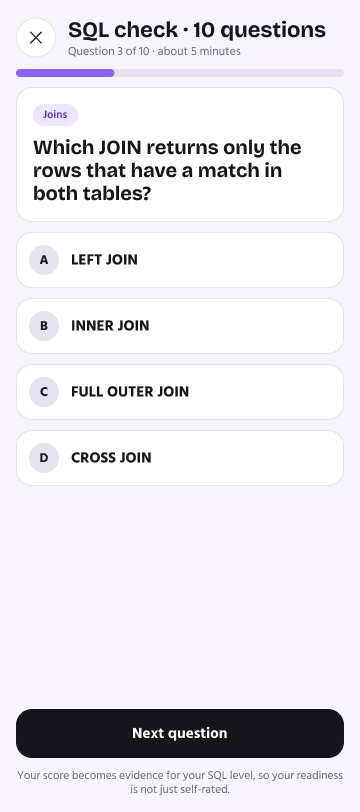 SQL check · 10 questions
Question 3 of 10 · about 5 minutes
Joins
Which JOIN returns only the
rows that have a match in
both tables?
A LEFT JOIN
B INNER JOIN
C FULL OUTER JOIN
D CROSS JOIN
Next question
Your score becomes evidence for your SQL level, so your readiness
is not just self-rated.